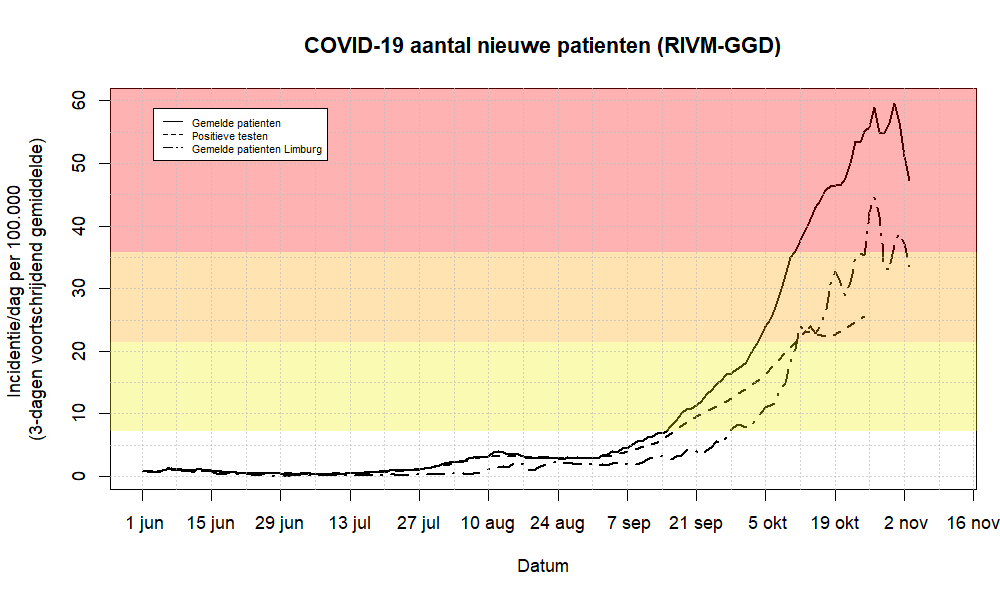 COVID-19 aantal nieuwe patienten (RIVM-GGD)
Incidentie/dag per 100.000
(3-dagen voortschrijdend gemiddelde)
60
50
40
30
20
10
0
Gemelde patienten
Positieve testen
Gemelde patienten Limburg
1 jun 15 jun 29 jun 13 jul 27 jul 10 aug 24 aug 7 sep 21 sep 5 okt 19 okt 2 nov 16 nov
Datum